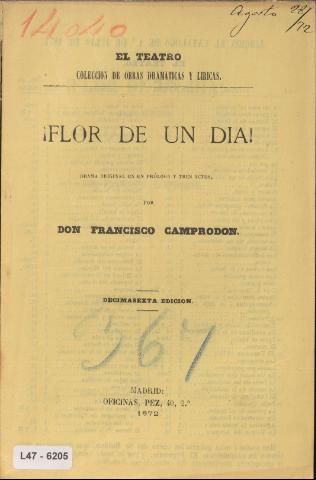 14040
Agosto 22/72
EL TEATRO
COLECCION DE OBRAS DRAMATICAS Y LIRICAS.
¡FLOR DE UN DIA!
DRAMA ORIGINAL EN UN PRÓLOGO Y TRES ACTOS,
POR
DON FRANCISCO CAMPRODON.
DECIMASEXTA EDICION.
367
MADRID:
OFICINAS, PEZ, 40, 2.º
1872
L47 - 6205